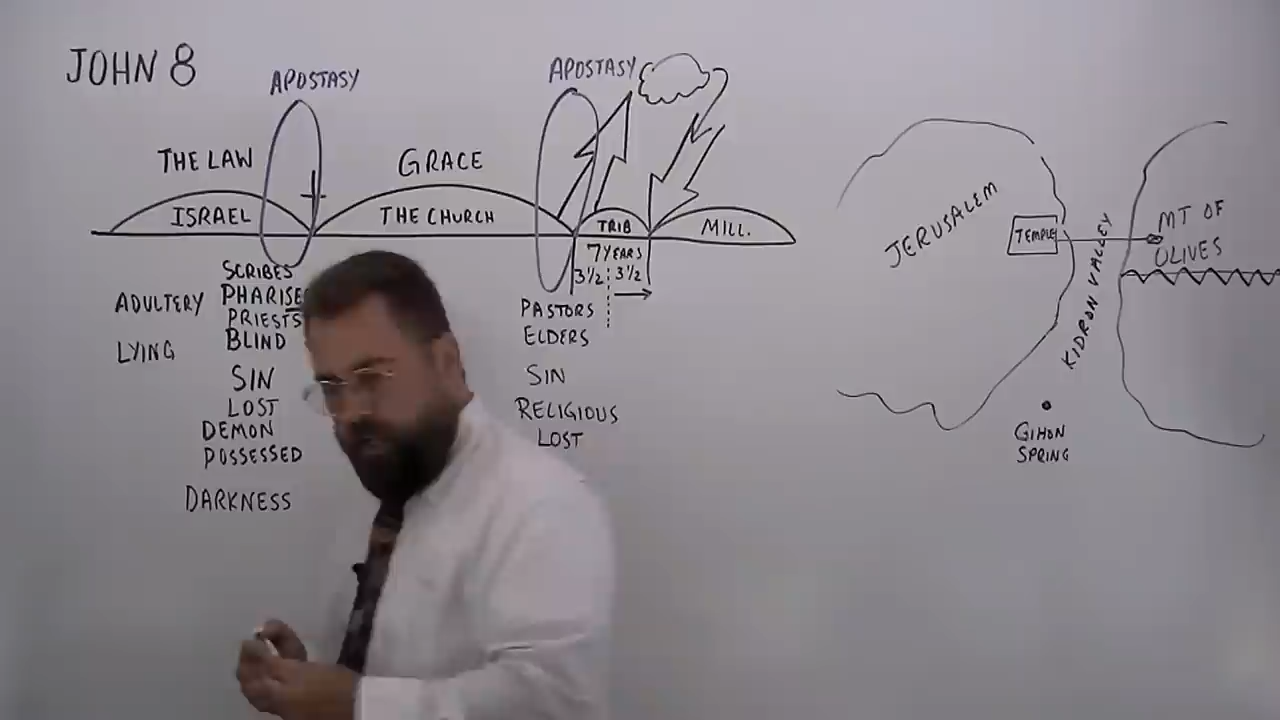 JOHN 8
APOSTASY
APOSTASY
THE LAW
GRACE
ISRAEL
THE CHURCH
TRIB
MILL.
7 YEARS
3½
3½
SCRIBES
PHARISE
PRIESTS
BLIND
SIN
LOST
DEMON
POSSESSED
DARKNESS
ADULTERY
LYING
PASTORS
ELDERS
SIN
RELIGIOUS
LOST
JERUSALEM
TEMPLE
KIDRON VALLEY
MT OF
OLIVES
GIHON
SPRING